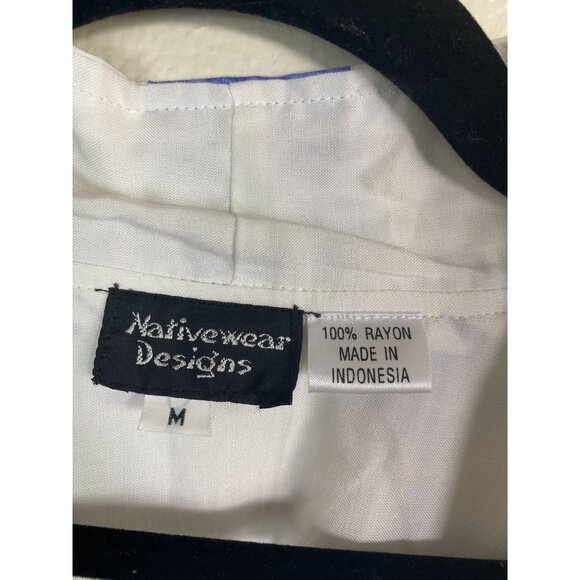 Nativewear
Designs
M
100% RAYON
MADE IN
INDONESIA